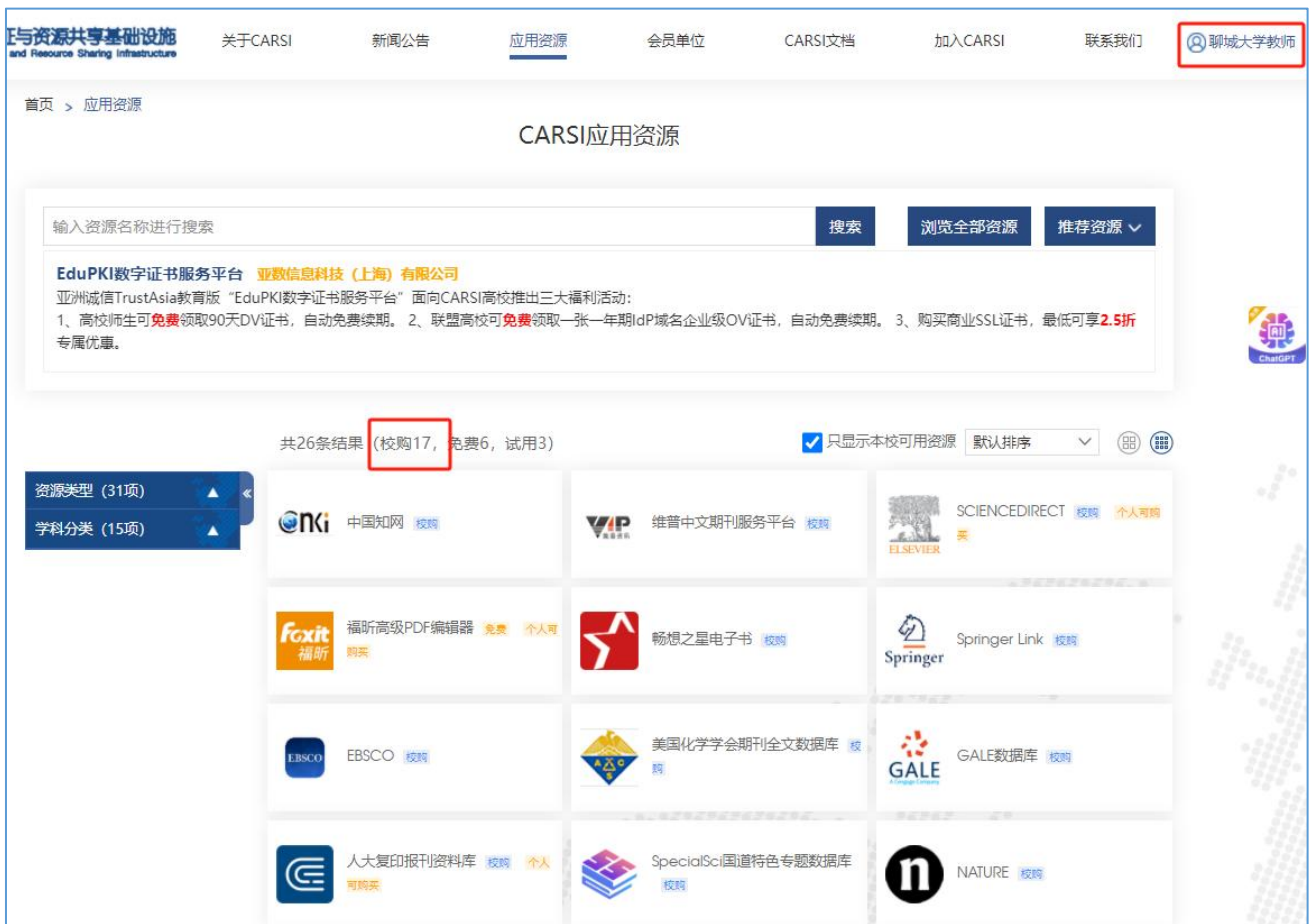 证与资源共享基础设施
and Resource Sharing Infrastructure
关于CARSI
新闻公告
应用资源
会员单位
CARSI文档
加入CARSI
联系我们
聊城大学教师
首页 > 应用资源
CARSI应用资源
输入资源名称进行搜索
搜索
浏览全部资源
推荐资源
EduPKI数字证书服务平台 亚数信息科技（上海）有限公司
亚洲诚信TrustAsia教育版“EduPKI数字证书服务平台”面向CARSI高校推出三大福利活动:
1、高校师生可免费领取90天DV证书，自动免费续期。 2、联盟高校可免费领取一张一年期IdP域名企业级OV证书，自动免费续期。 3、购买商业SSL证书，最低可享2.5折
专属优惠。
ChatGPT
共26条结果（校购17，免费6，试用3）
只显示本校可用资源
默认排序
资源类型（31项）
学科分类（15项）
«
CNKI
中国知网 校购
VIP
维普中文期刊服务平台 校购
ELSEVIER
SCIENCEDIRECT 校购 个人可购
买
Foxit
福昕
福昕高级PDF编辑器 免费 个人可
购买
畅想之星电子书 校购
Springer
Springer Link 校购
EBSCO
EBSCO 校购
ACS
美国化学学会期刊全文数据库 校
购
GALE
A Cengage Company
GALE数据库 校购
人大复印报刊资料库 校购 个人
可购买
SpecialSci国道特色专题数据库
校购
n
NATURE 校购